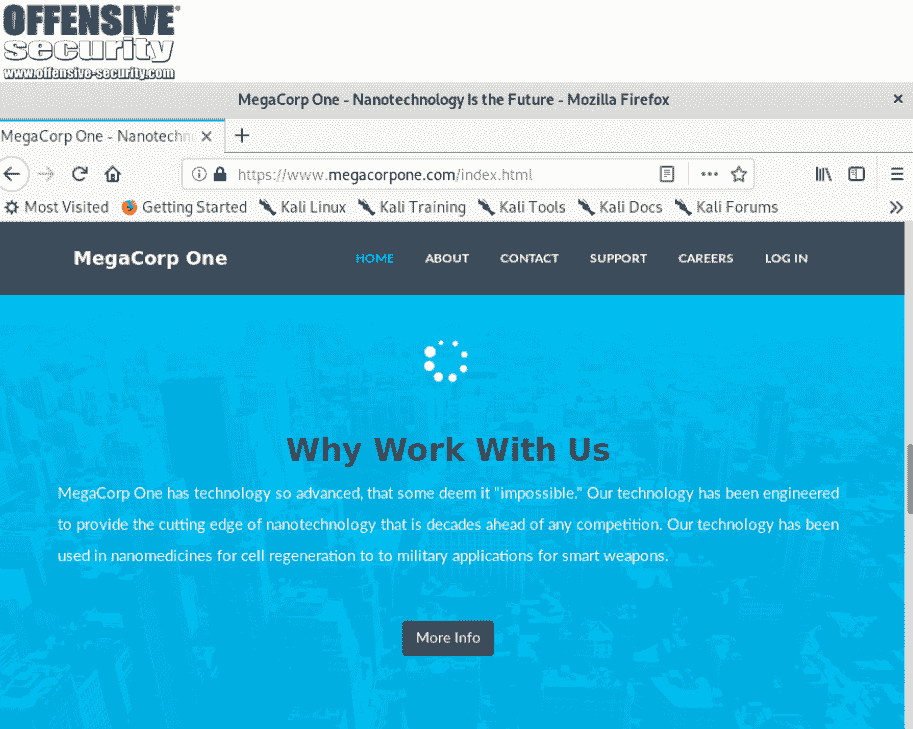 OFFENSIVE
security
www.offensive-security.com
MegaCorp One - Nanotechnology Is the Future - Mozilla Firefox
MegaCorp One - Nanotechn
https://www.megacorpone.com/index.html
Most Visited Getting Started Kali Linux Kali Training Kali Tools Kali Docs Kali Forums
MegaCorp One HOME ABOUT CONTACT SUPPORT CAREERS LOG IN
Why Work With Us
MegaCorp One has technology so advanced, that some deem it "impossible." Our technology has been engineered
to provide the cutting edge of nanotechnology that is decades ahead of any competition. Our technology has been
used in nanomedicines for cell regeneration to to military applications for smart weapons.
More Info